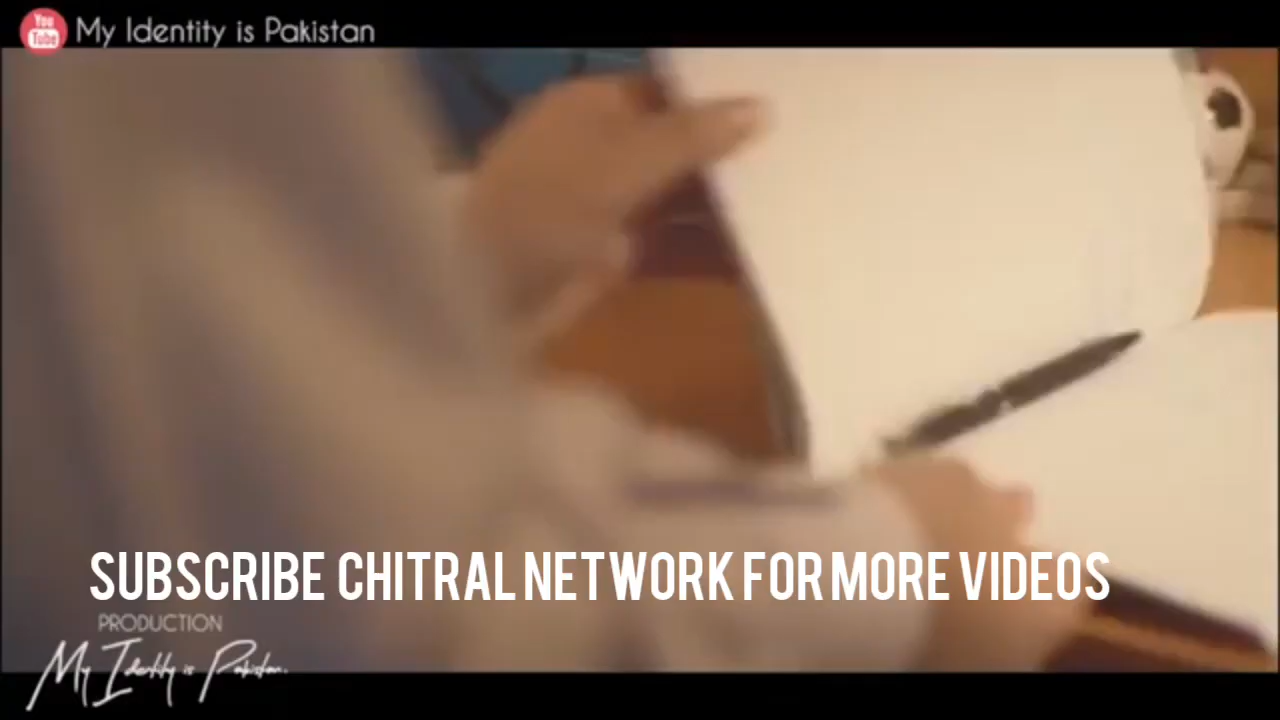 You
Tube
My Identity is Pakistan
SUBSCRIBE CHITRAL NETWORK FOR MORE VIDEOS
PRODUCTION
My Identity is Pakistan.